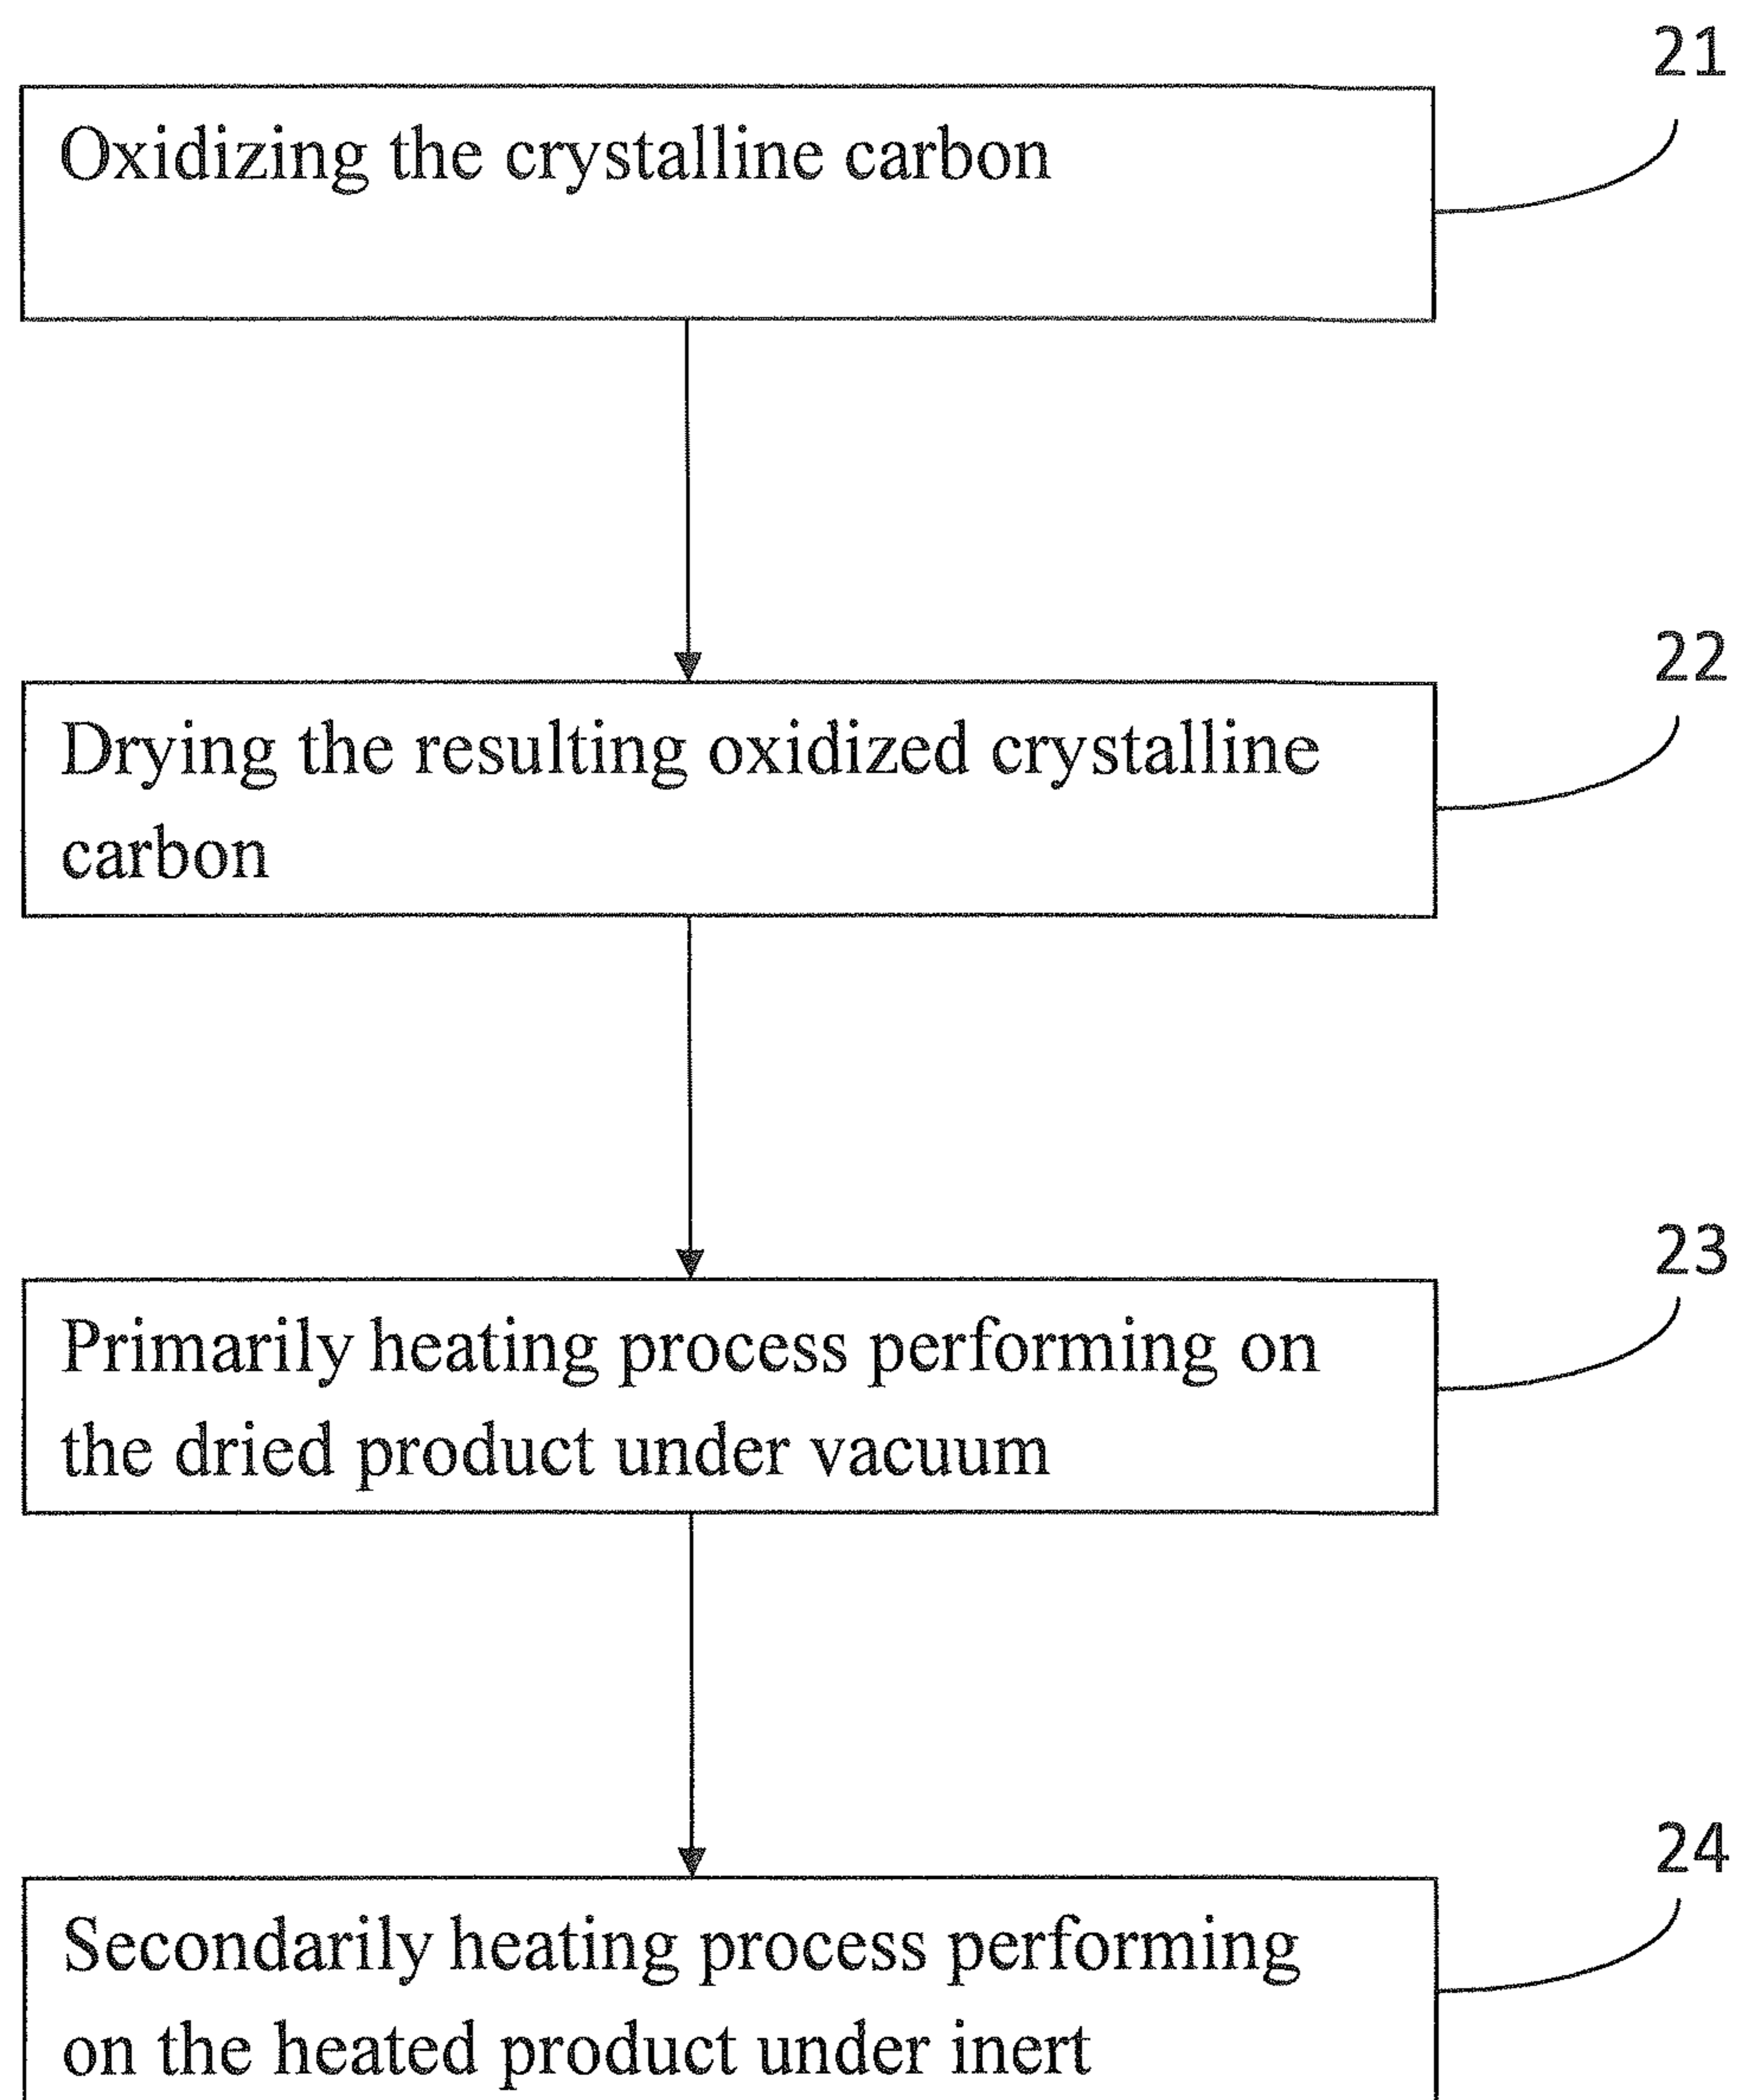 21
Oxidizing the crystalline carbon
22
Drying the resulting oxidized crystalline
carbon
23
Primarily heating process performing on
the dried product under vacuum
24
Secondarily heating process performing
on the heated product under inert